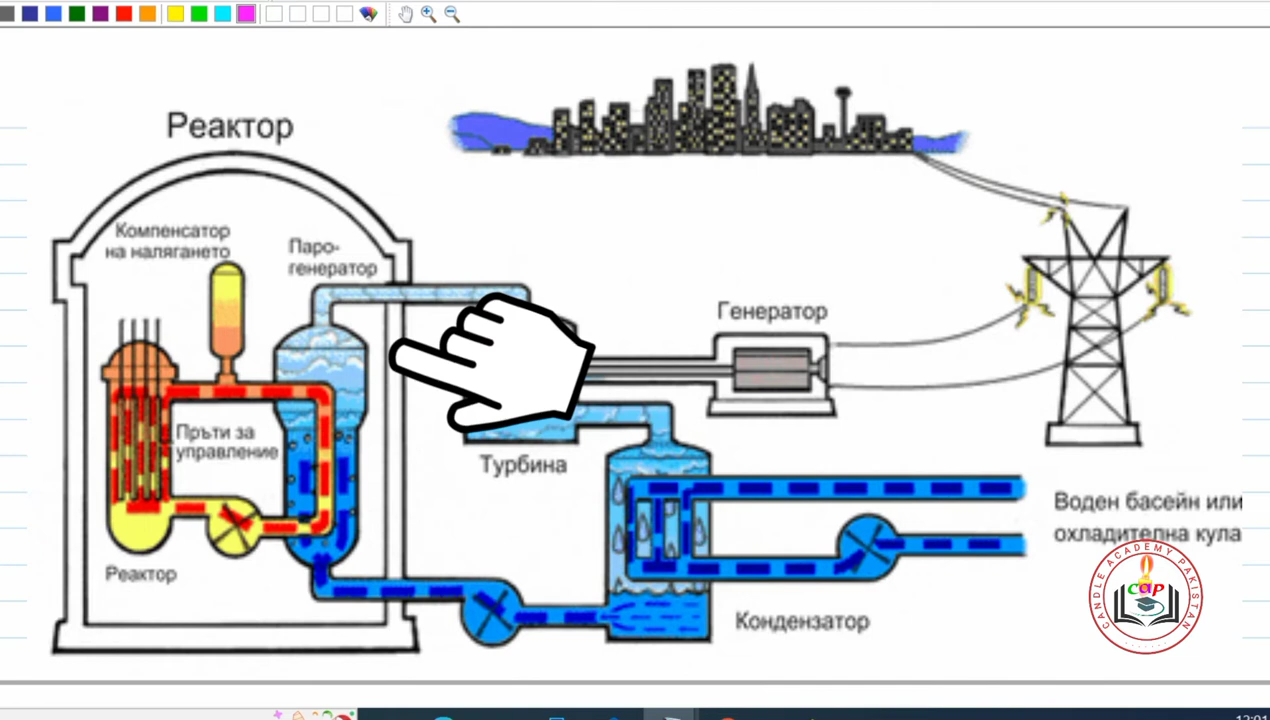 Реактор
Компенсатор
на налягането
Паро-
генератор
Генератор
Пръти за
управление
Турбина
Воден басейн или
охладителна кула
Реактор
Кондензатор
CANDLE ACADEMY PAKISTAN
cap